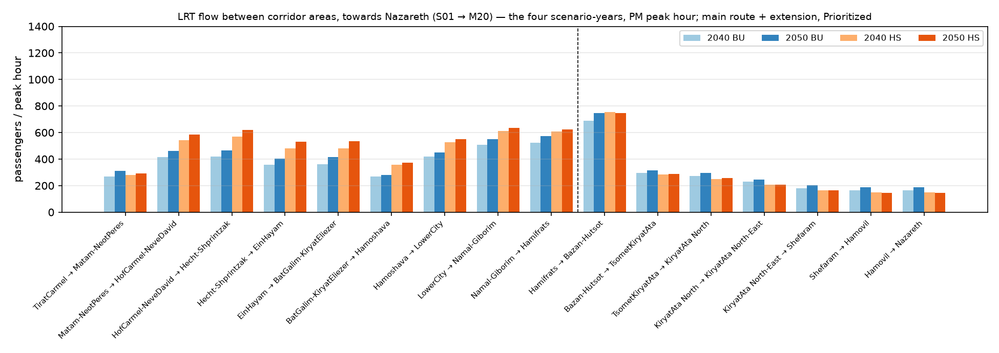 LRT flow between corridor areas, towards Nazareth (S01 → M20) — the four scenario-years, PM peak hour; main route + extension, Prioritized
2040 BU
2050 BU
2040 HS
2050 HS
passengers / peak hour
1400
1200
1000
800
600
400
200
0
TiratCarmel → Matam-NeotPeres
Matam-NeotPeres → HofCarmel-NeveDavid
HofCarmel-NeveDavid → Hecht-Shprintzak
Hecht-Shprintzak → EinHayam
EinHayam → BatGalim-KiryatEliezer
BatGalim-KiryatEliezer → Hamoshava
Hamoshava → LowerCity
LowerCity → Namal-Giborim
Namal-Giborim → Hamifrats
Hamifrats → Bazan-Hutsot
Bazan-Hutsot → TsometKiryatAta
TsometKiryatAta → KiryatAta North
KiryatAta North → KiryatAta North-East
KiryatAta North-East → Shefaram
Shefaram → Hamovil
Hamovil → Nazareth